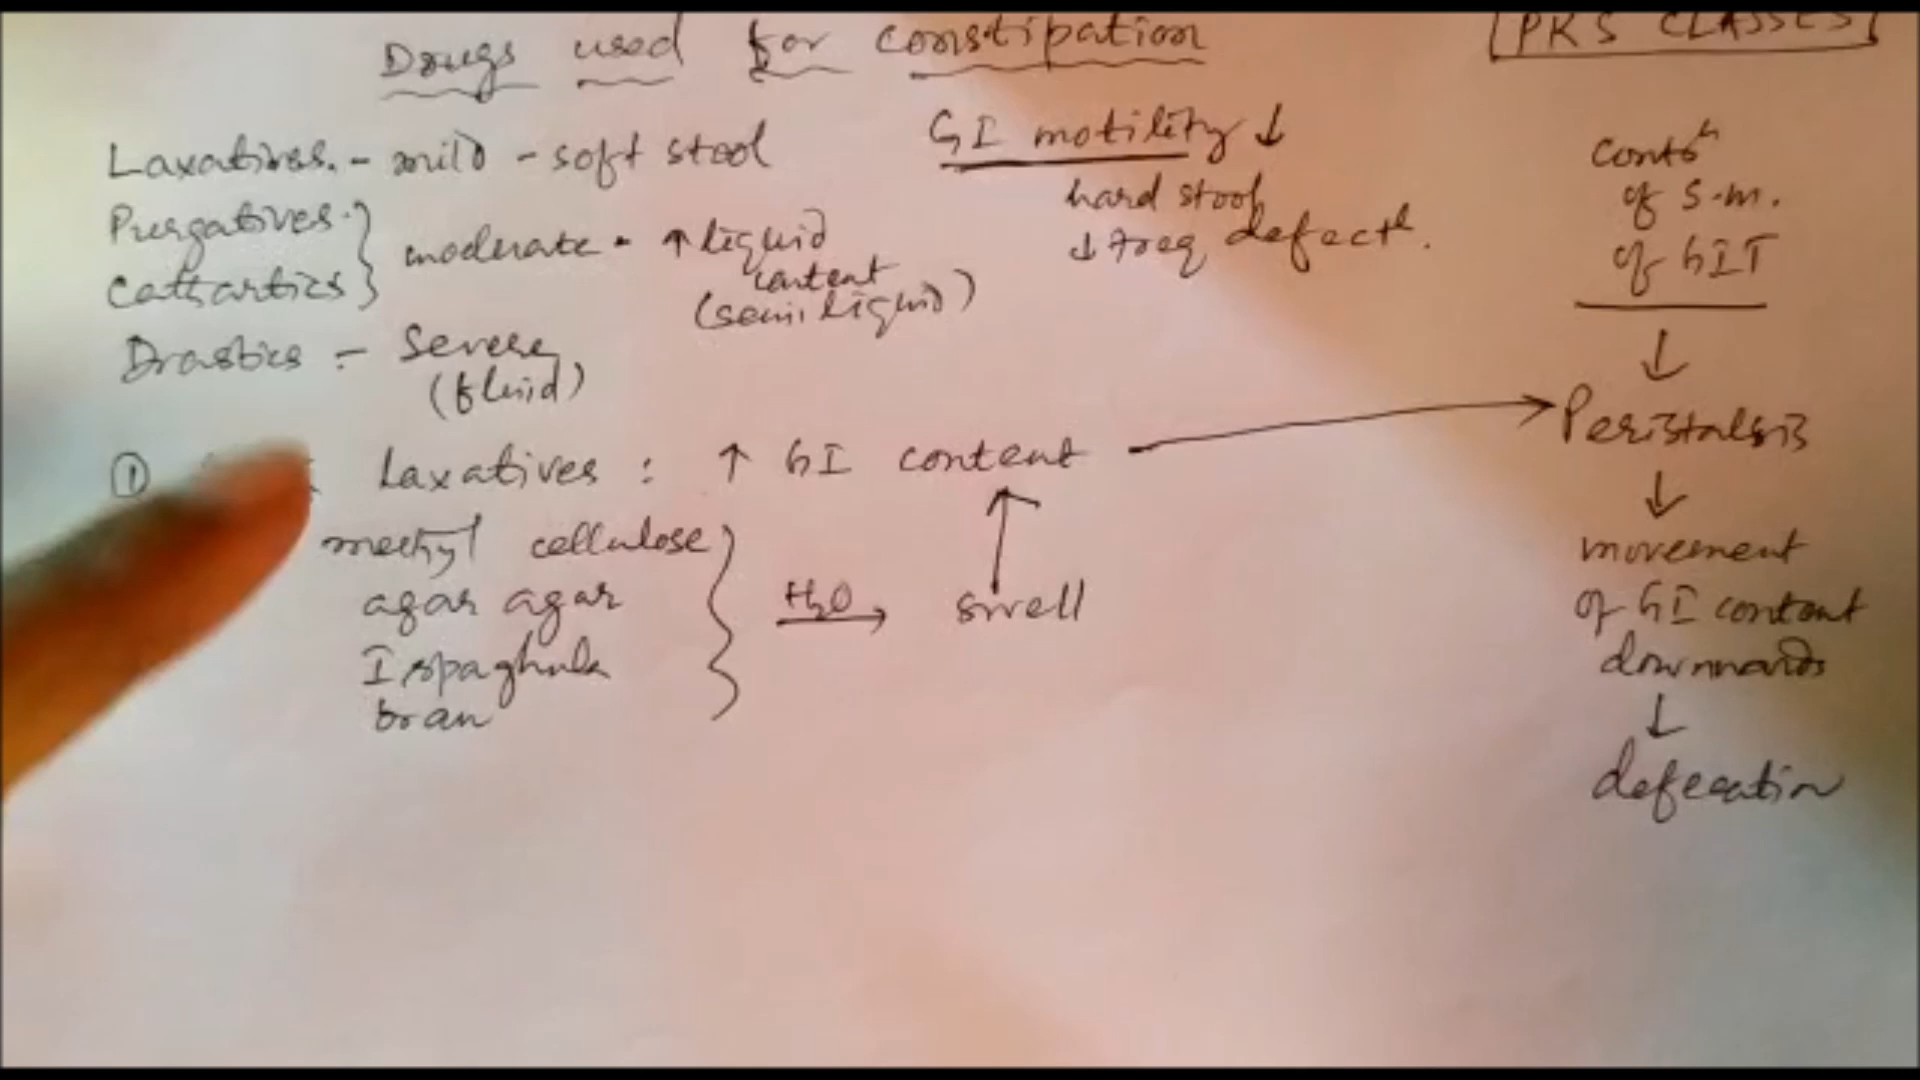 Drugs used for constipation
PKS CLASSES
Laxatives. - mild - soft stool
Purgatives.
Cathartics } moderate - ↑ liquid
content
(semi liquid)
Drastics - Severe
(fluid)
GI motility ↓
hard stool
↓ freq defectn.
① Laxatives : ↑ GI content
methyl cellulose
agar agar
Ispaghula
bran
H2O → swell
Contn
of s.m.
of GIT
↓
Peristalsis
↓
movement
of GI content
downwards
↓
defecation